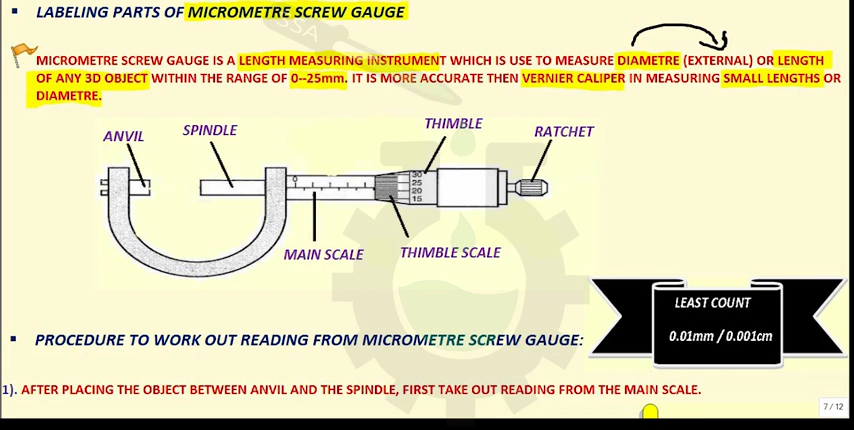 ▪ LABELING PARTS OF MICROMETRE SCREW GAUGE
MICROMETRE SCREW GAUGE IS A LENGTH MEASURING INSTRUMENT WHICH IS USE TO MEASURE DIAMETRE (EXTERNAL) OR LENGTH
OF ANY 3D OBJECT WITHIN THE RANGE OF 0--25mm. IT IS MORE ACCURATE THEN VERNIER CALIPER IN MEASURING SMALL LENGTHS OR
DIAMETRE.
ANVIL SPINDLE THIMBLE RATCHET
0
30
25
20
15
MAIN SCALE THIMBLE SCALE
LEAST COUNT
0.01mm / 0.001cm
▪ PROCEDURE TO WORK OUT READING FROM MICROMETRE SCREW GAUGE:
1). AFTER PLACING THE OBJECT BETWEEN ANVIL AND THE SPINDLE, FIRST TAKE OUT READING FROM THE MAIN SCALE.
7 / 12